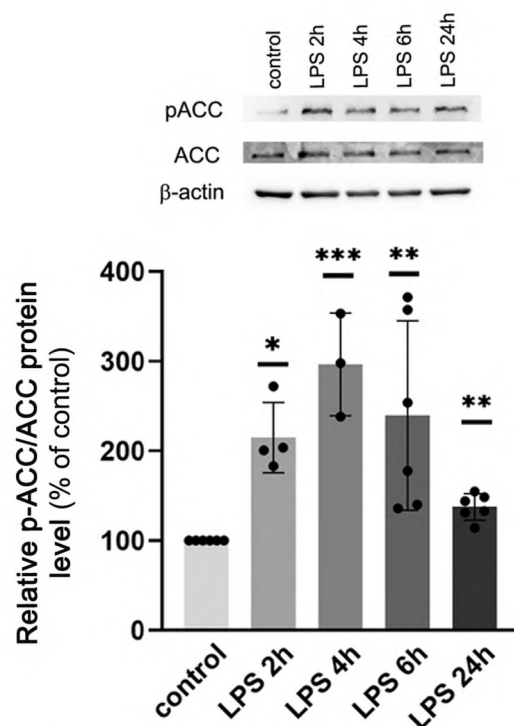 control
LPS 2h
LPS 4h
LPS 6h
LPS 24h
pACC
ACC
β-actin
Relative p-ACC/ACC protein
level (% of control)
400
300
200
100
0
*
***
**
**
control
LPS 2h
LPS 4h
LPS 6h
LPS 24h